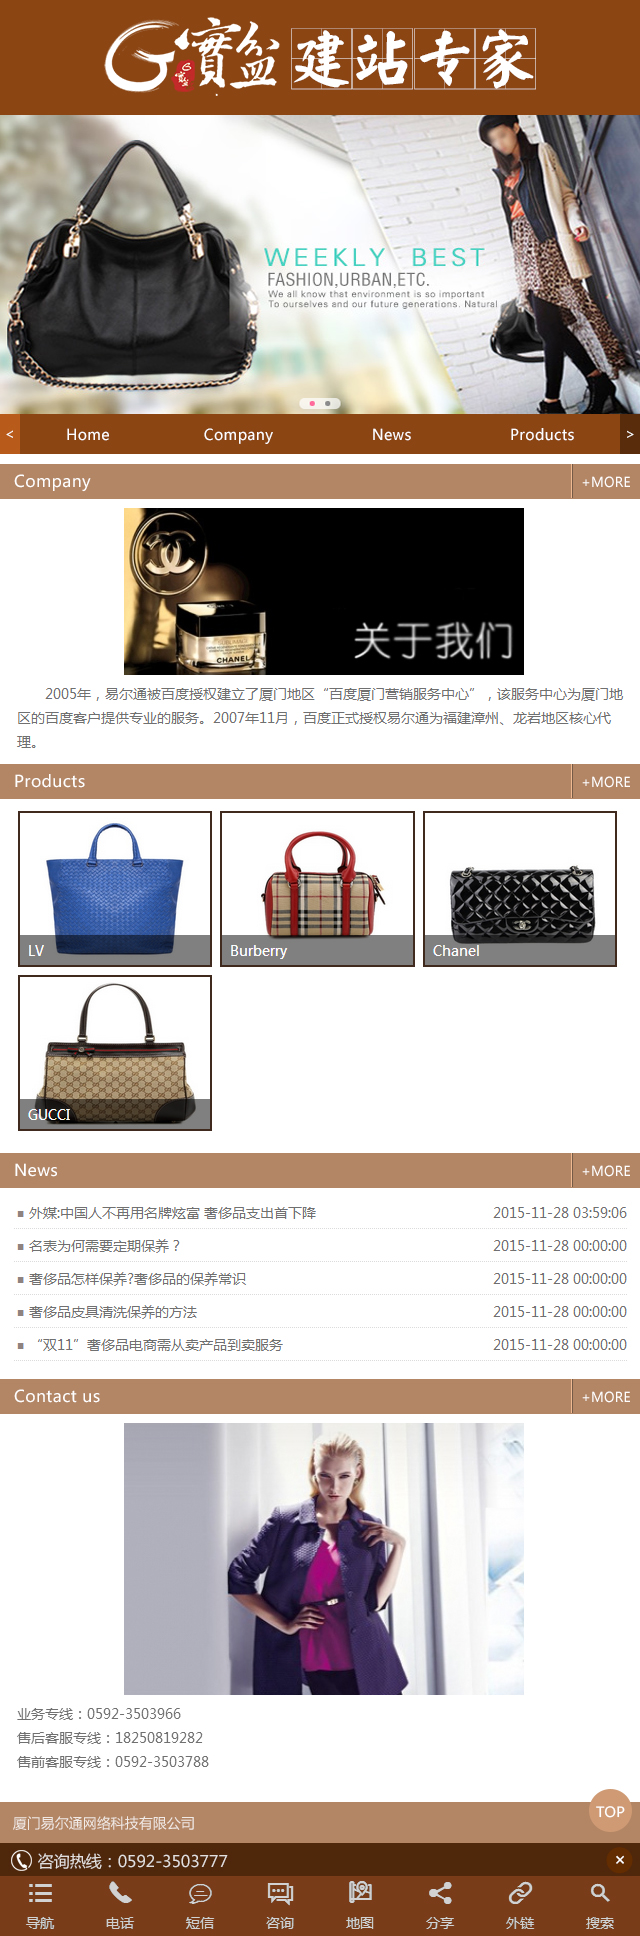 G寶盆 建站专家
WEEKLY BEST
FASHION,URBAN,ETC.
We all know that environment is so important
To ourselves and our future generations. Natural
< Home Company News Products >
Company +MORE
CHANEL
关于我们
2005年，易尔通被百度授权建立了厦门地区“百度厦门营销服务中心”，该服务中心为厦门地
区的百度客户提供专业的服务。2007年11月，百度正式授权易尔通为福建漳州、龙岩地区核心代
理。
Products +MORE
LV Burberry Chanel
GUCCI
News +MORE
外媒:中国人不再用名牌炫富 奢侈品支出首下降 2015-11-28 03:59:06
名表为何需要定期保养？ 2015-11-28 00:00:00
奢侈品怎样保养?奢侈品的保养常识 2015-11-28 00:00:00
奢侈品皮具清洗保养的方法 2015-11-28 00:00:00
“双11”奢侈品电商需从卖产品到卖服务 2015-11-28 00:00:00
Contact us +MORE
业务专线：0592-3503966
售后客服专线：18250819282
售前客服专线：0592-3503788
TOP
厦门易尔通网络科技有限公司
咨询热线：0592-3503777 ×
导航 电话 短信 咨询 地图 分享 外链 搜索